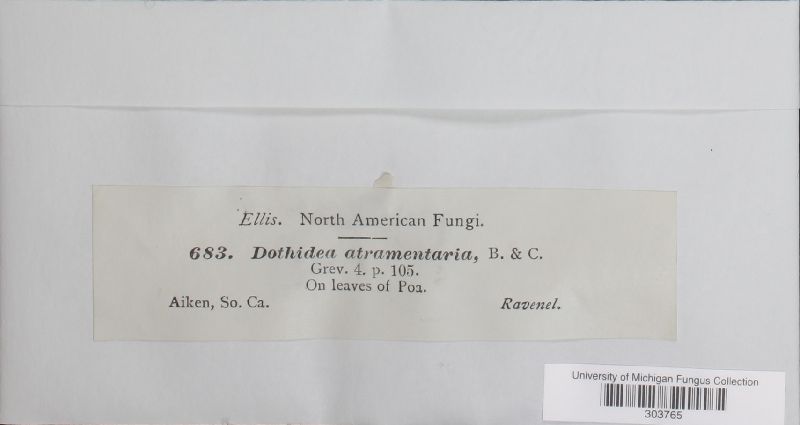 Ellis. North American Fungi.
683. Dothidea atramentaria, B. & C.
Grev. 4. p. 105.
On leaves of Poa.
Aiken, So. Ca. Ravenel.
University of Michigan Fungus Collection
303765